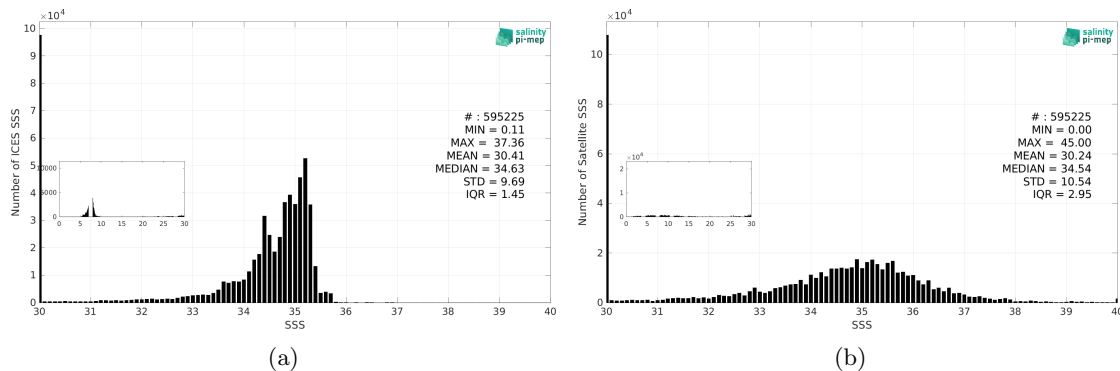 ×10⁴
10
9
8
7
6
5
4
3
2
1
0
Number of ICES SSS
salinity
pi-mep
# : 595225
MIN = 0.11
MAX = 37.36
MEAN = 30.41
MEDIAN = 34.63
STD = 9.69
IQR = 1.45
10000
5000
0
0 5 10 15 20 25 30
30 31 32 33 34 35 36 37 38 39 40
SSS
(a)
×10⁴
10
8
6
4
2
0
Number of Satellite SSS
salinity
pi-mep
# : 595225
MIN = 0.00
MAX = 45.00
MEAN = 30.24
MEDIAN = 34.54
STD = 10.54
IQR = 2.95
×10⁴
2
1
0
0 5 10 15 20 25 30
30 31 32 33 34 35 36 37 38 39 40
SSS
(b)